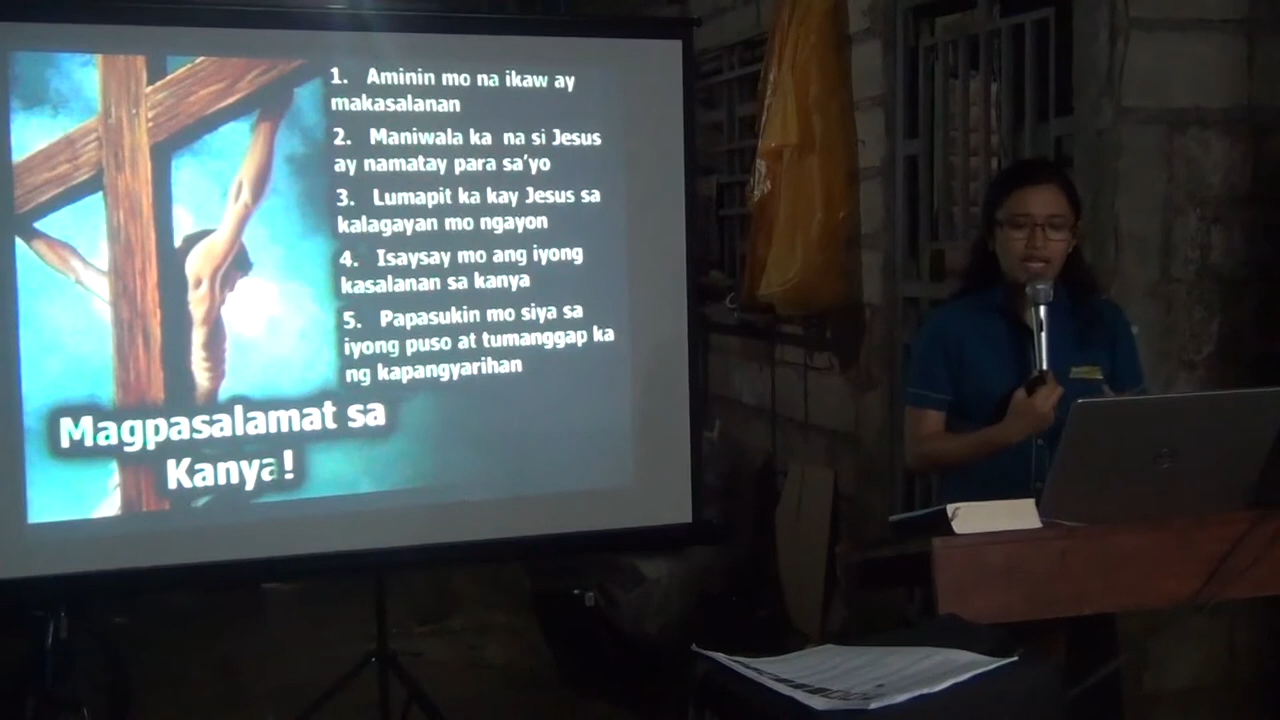 1. Aminin mo na ikaw ay
makasalanan
2. Maniwala ka na si Jesus
ay namatay para sa'yo
3. Lumapit ka kay Jesus sa
kalagayan mo ngayon
4. Isaysay mo ang iyong
kasalanan sa kanya
5. Papasukin mo siya sa
iyong puso at tumanggap ka
ng kapangyarihan
Magpasalamat sa
Kanya!